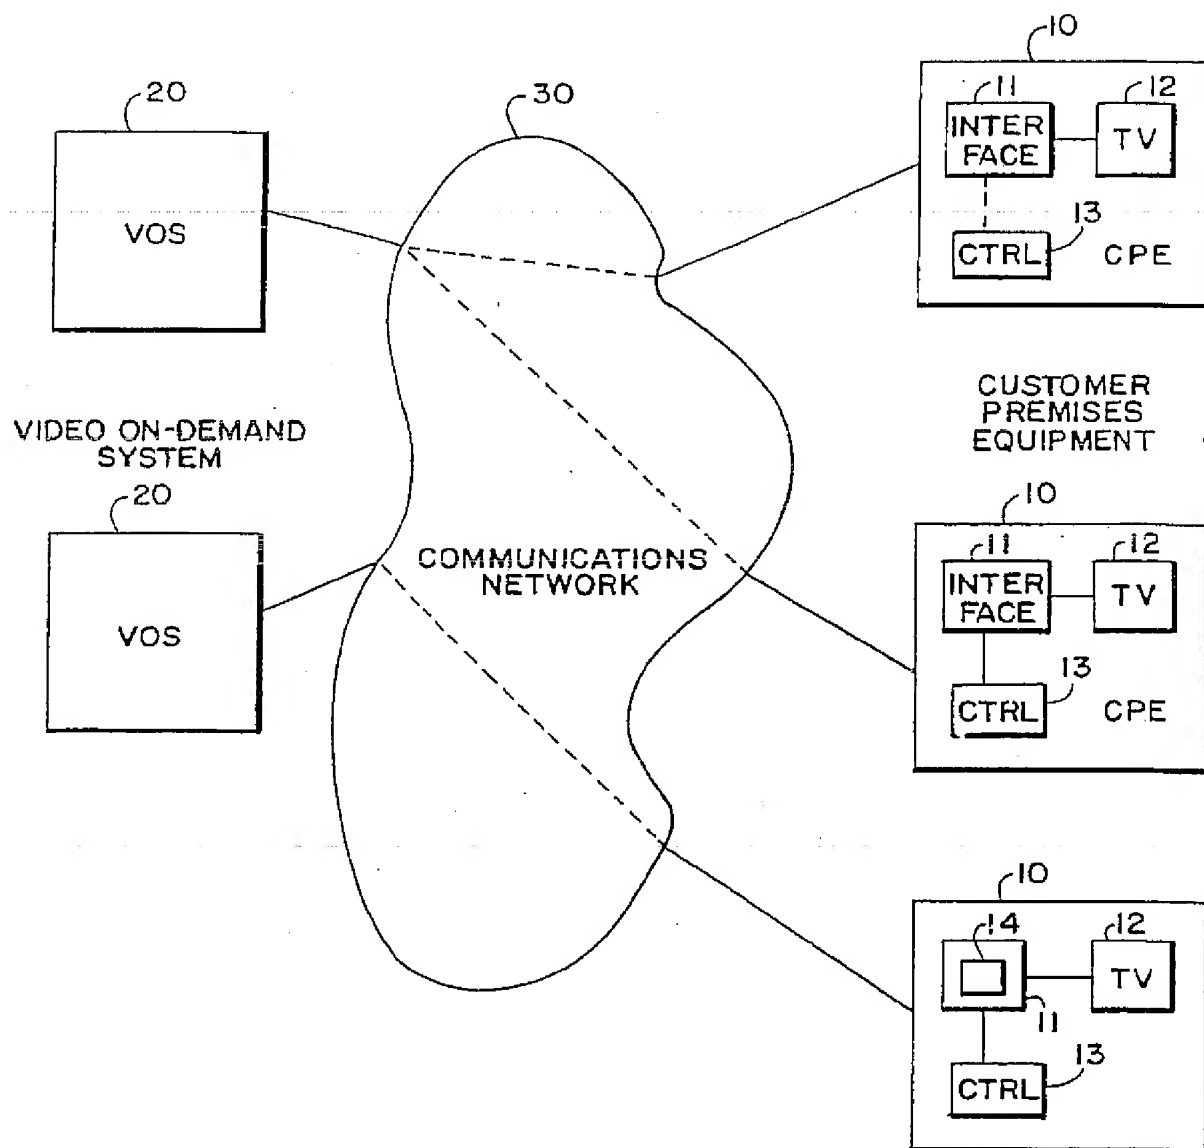 20
VOS
VIDEO ON-DEMAND
SYSTEM
20
VOS
30
COMMUNICATIONS
NETWORK
10
11
12
INTER
FACE
TV
13
CTRL
CPE
CUSTOMER
PREMISES
EQUIPMENT
10
11
12
INTER
FACE
TV
13
CTRL
CPE
10
14
12
TV
11
13
CTRL